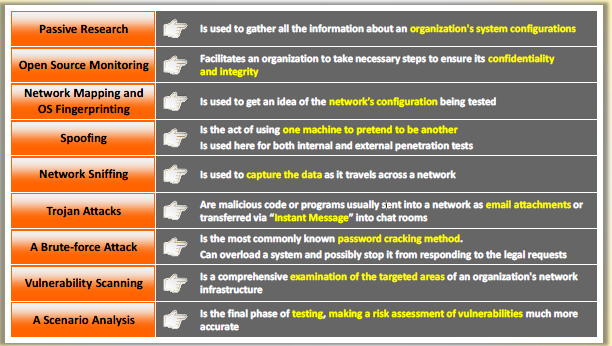 Passive Research
Is used to gather all the information about an organization's system configurations
Open Source Monitoring
Facilitates an organization to take necessary steps to ensure its confidentiality
and integrity
Network Mapping and
OS Fingerprinting
Is used to get an idea of the network's configuration being tested
Spoofing
Is the act of using one machine to pretend to be another
Is used here for both internal and external penetration tests
Network Sniffing
Is used to capture the data as it travels across a network
Trojan Attacks
Are malicious code or programs usually sent into a network as email attachments or
transferred via “Instant Message” into chat rooms
A Brute-force Attack
Is the most commonly known password cracking method.
Can overload a system and possibly stop it from responding to the legal requests
Vulnerability Scanning
Is a comprehensive examination of the targeted areas of an organization's network
infrastructure
A Scenario Analysis
Is the final phase of testing, making a risk assessment of vulnerabilities much more
accurate